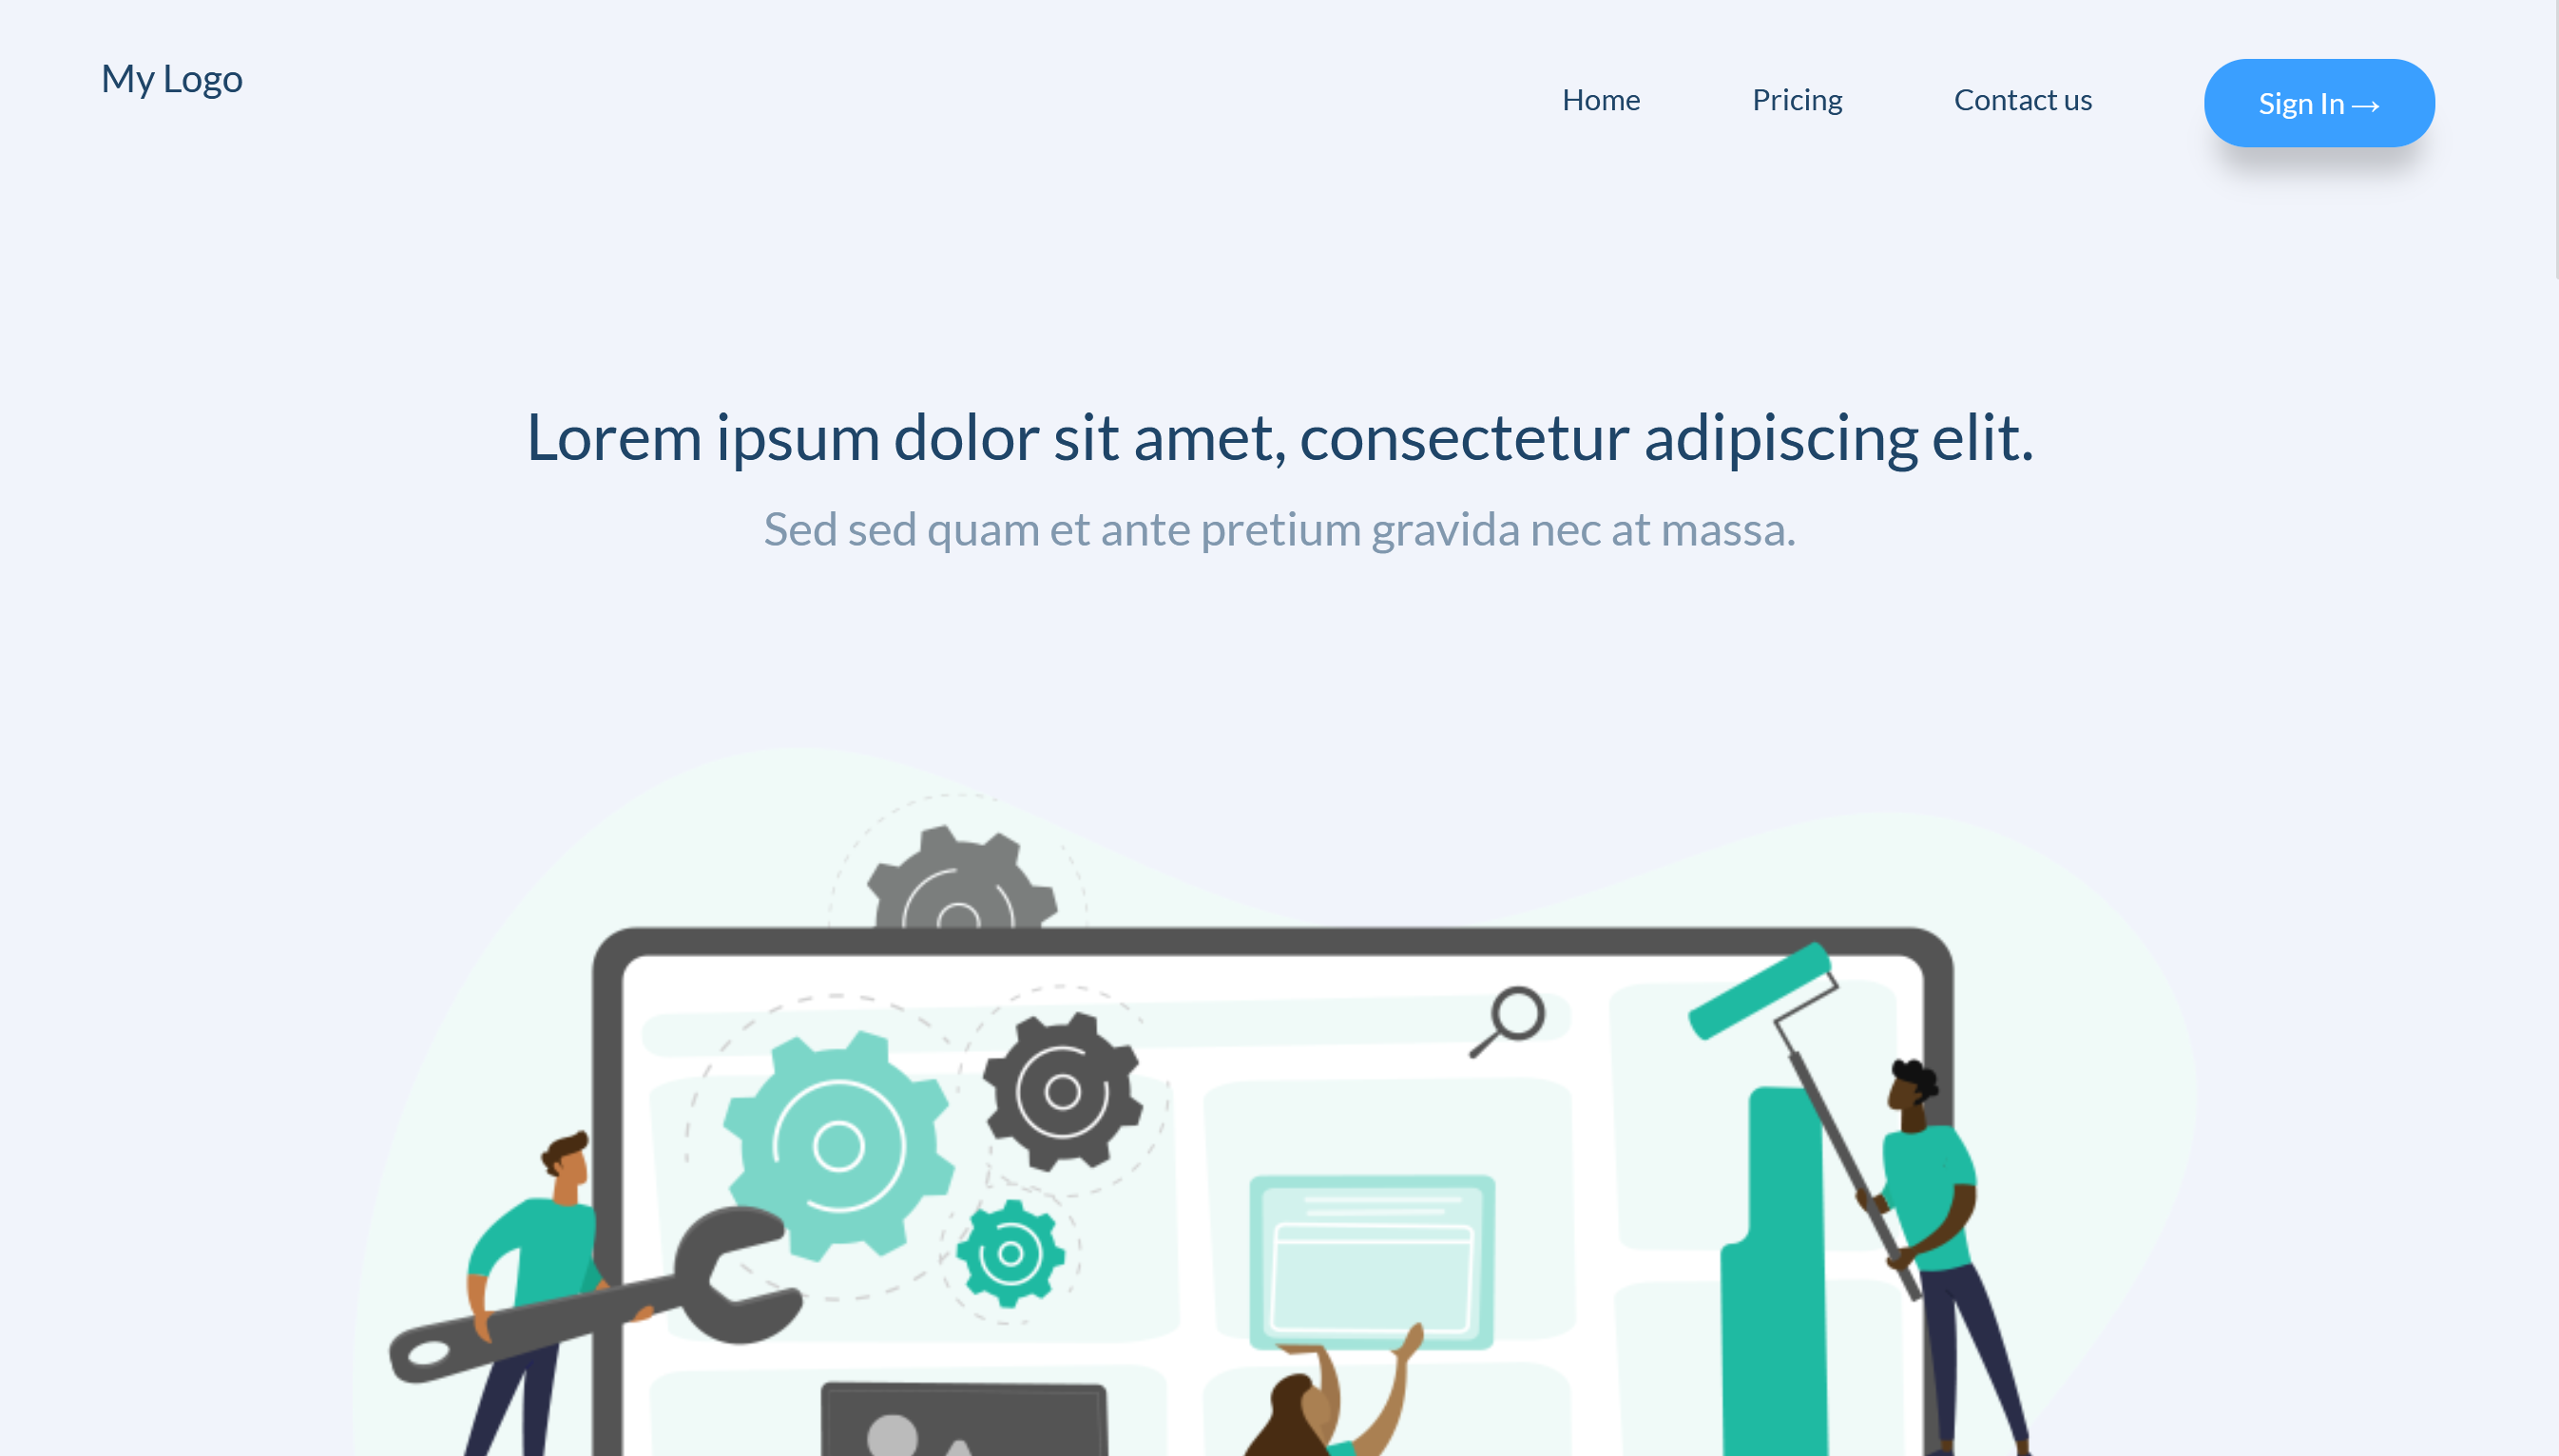 My Logo
Home
Pricing
Contact us
Sign In →
Lorem ipsum dolor sit amet, consectetur adipiscing elit.
Sed sed quam et ante pretium gravida nec at massa.